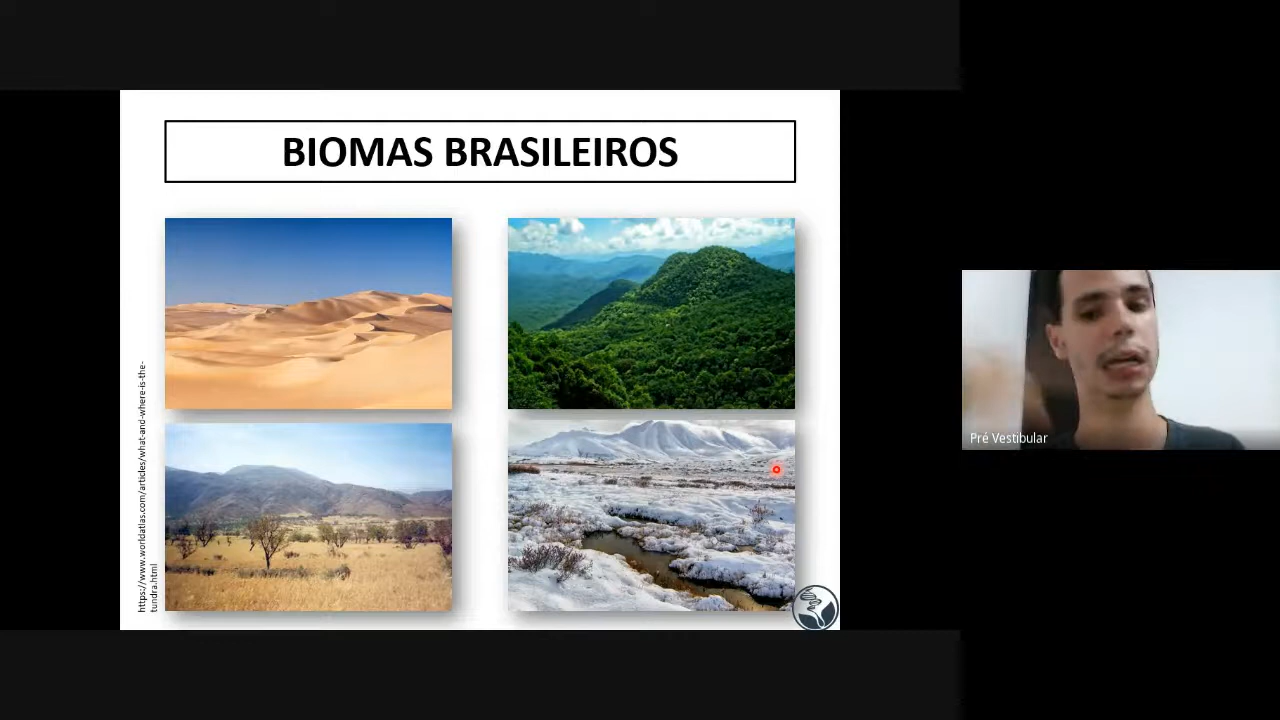 BIOMAS BRASILEIROS
https://www.worldatlas.com/articles/what-and-where-is-the-
tundra.html
Pré Vestibular